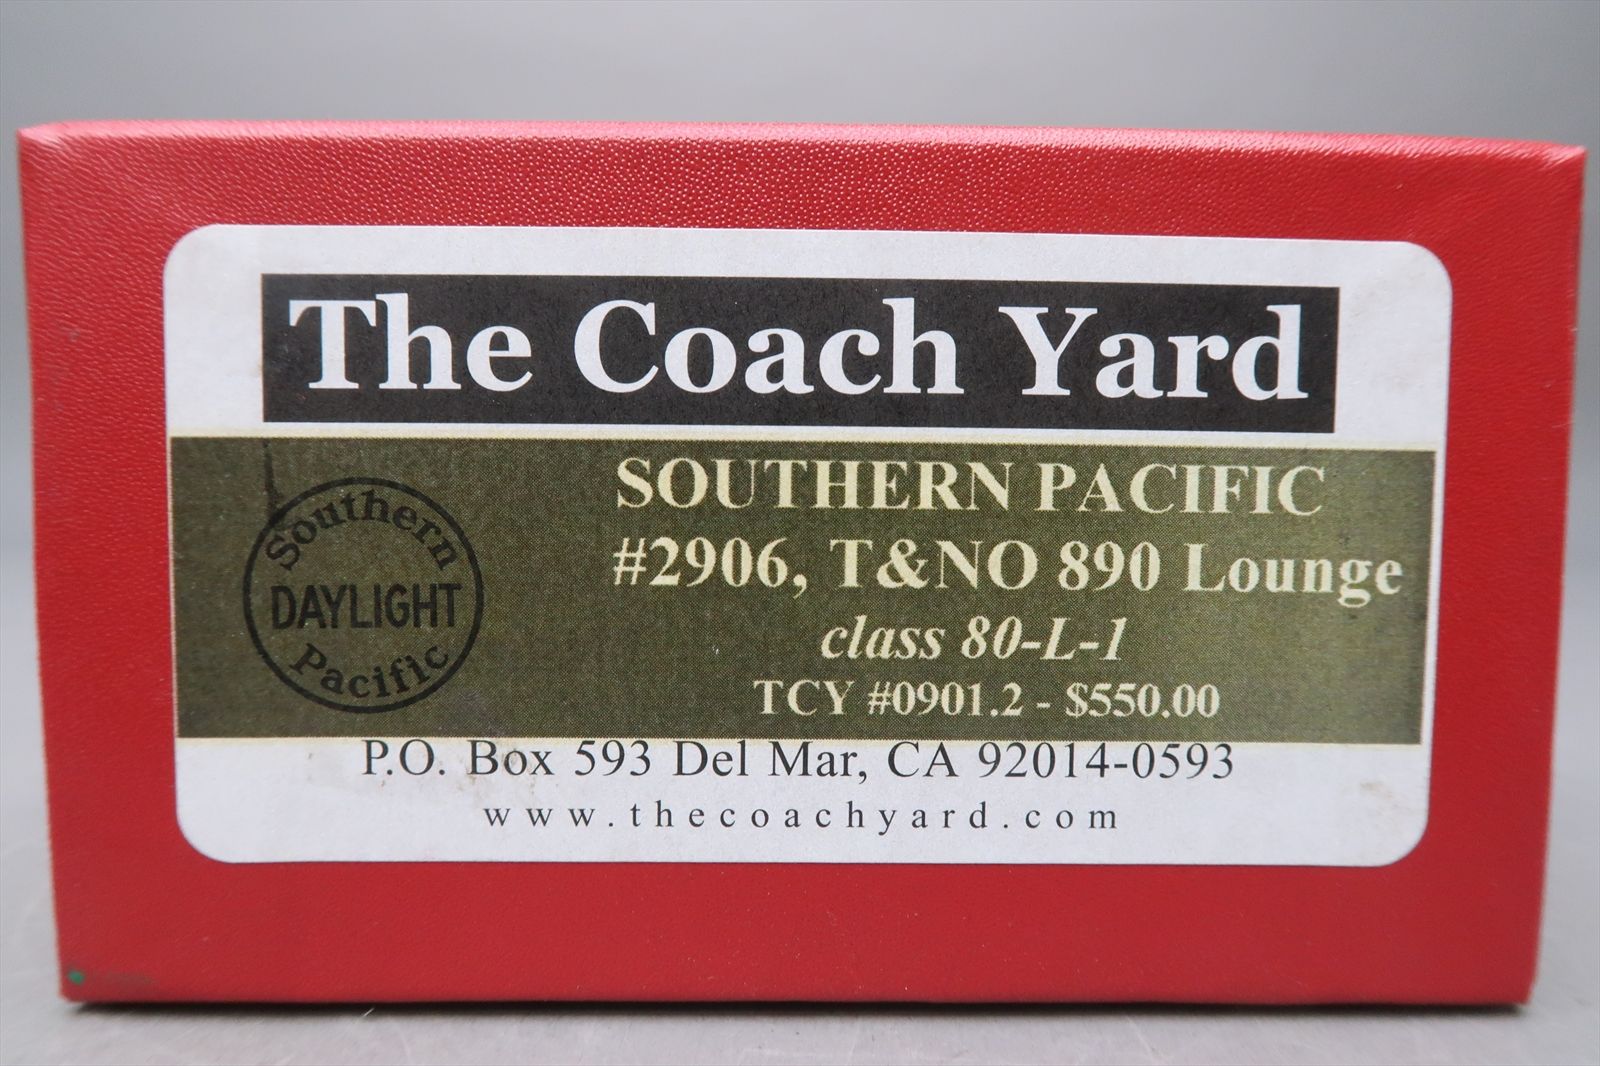 The Coach Yard
Southern
DAYLIGHT
Pacific
SOUTHERN PACIFIC
#2906, T&NO 890 Lounge
class 80-L-1
TCY #0901.2 - $550.00
P.O. Box 593 Del Mar, CA 92014-0593
www.thecoachyard.com